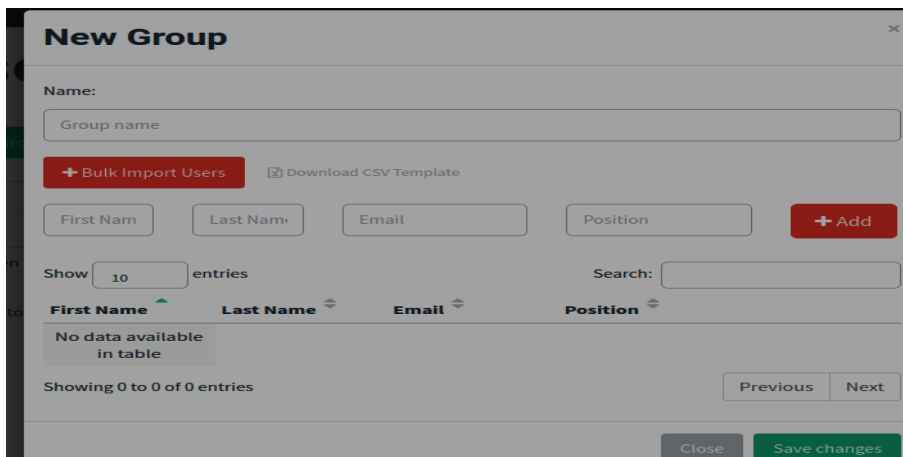 New Group
×
Name:
Group name
+ Bulk Import Users Download CSV Template
First Nam Last Nam Email Position + Add
Show 10 entries Search:
First Name Last Name Email Position
No data available
in table
Showing 0 to 0 of 0 entries Previous Next
Close Save changes